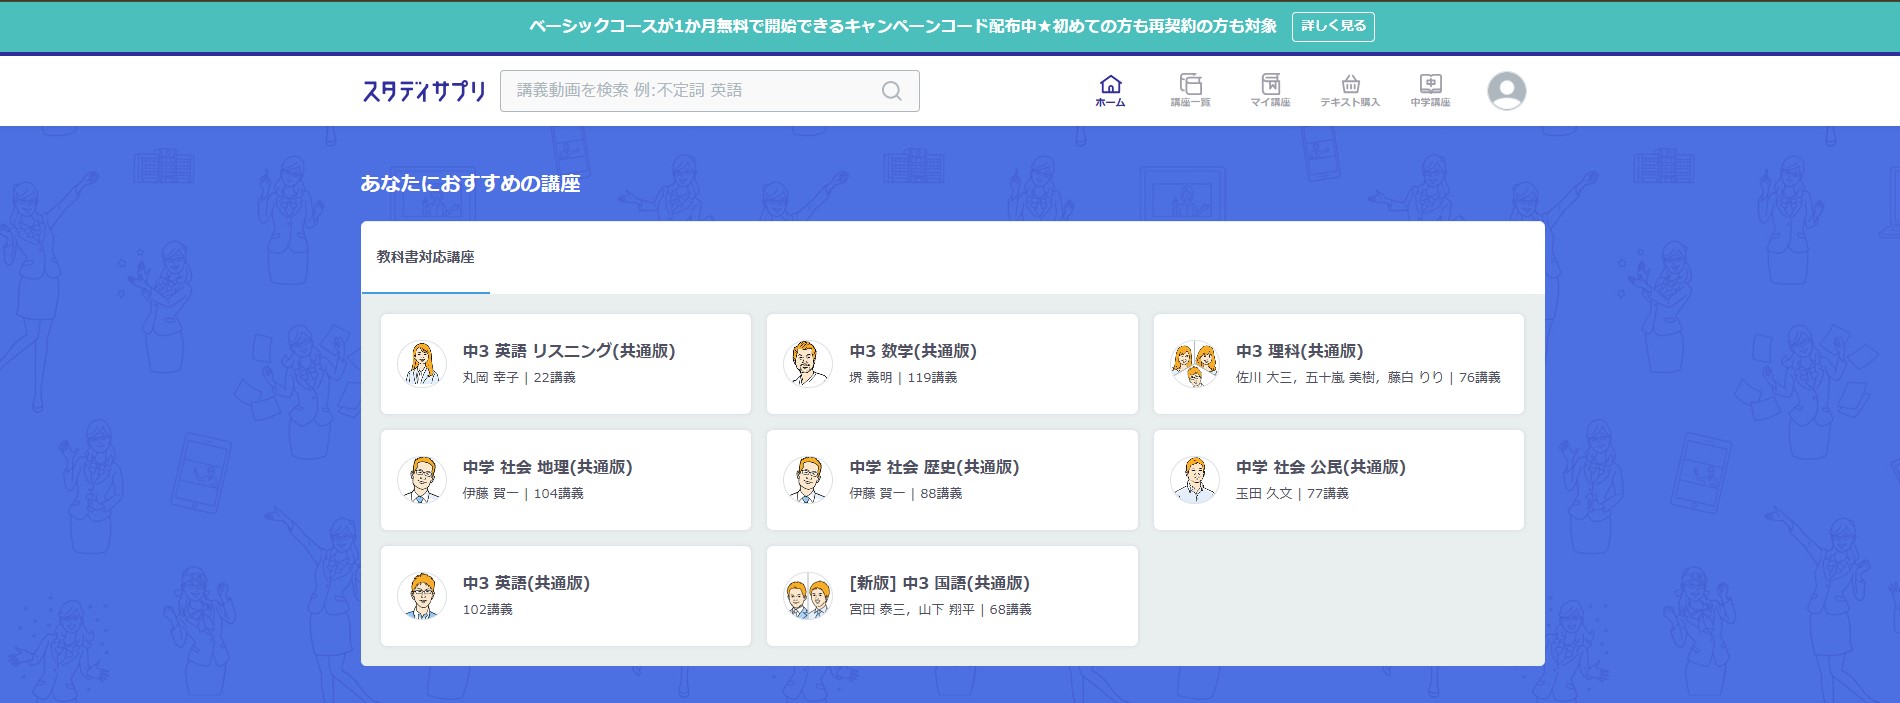 ベーシックコースが1か月無料で開始できるキャンペーンコード配布中★初めての方も再契約の方も対象 詳しく見る
スタディサプリ 講義動画を検索 例:不定詞 英語
ホーム 講座一覧 マイ講座 テキスト購入 中学講座
あなたにおすすめの講座
教科書対応講座
中3 英語 リスニング(共通版)
丸岡 幸子 | 22講義
中3 数学(共通版)
堺 義明 | 119講義
中3 理科(共通版)
佐川 大三，五十嵐 美樹，藤白 りり | 76講義
中学 社会 地理(共通版)
伊藤 賀一 | 104講義
中学 社会 歴史(共通版)
伊藤 賀一 | 88講義
中学 社会 公民(共通版)
玉田 久文 | 77講義
中3 英語(共通版)
102講義
[新版] 中3 国語(共通版)
宮田 泰三，山下 翔平 | 68講義